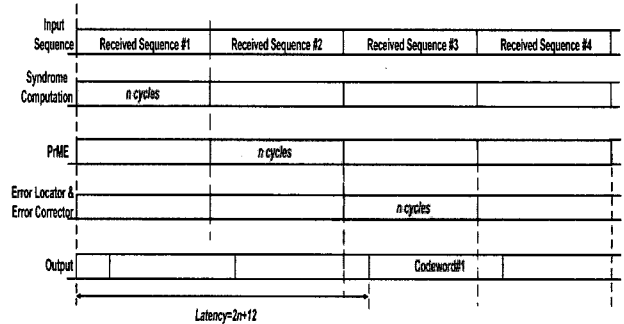 Input
Sequence
Received Sequence #1
Received Sequence #2
Received Sequence #3
Received Sequence #4
Syndrome
Computation
n cycles
PrME
n cycles
Error Locator &
Error Corrector
n cycles
Output
Codeword#1
Latency=2n+12